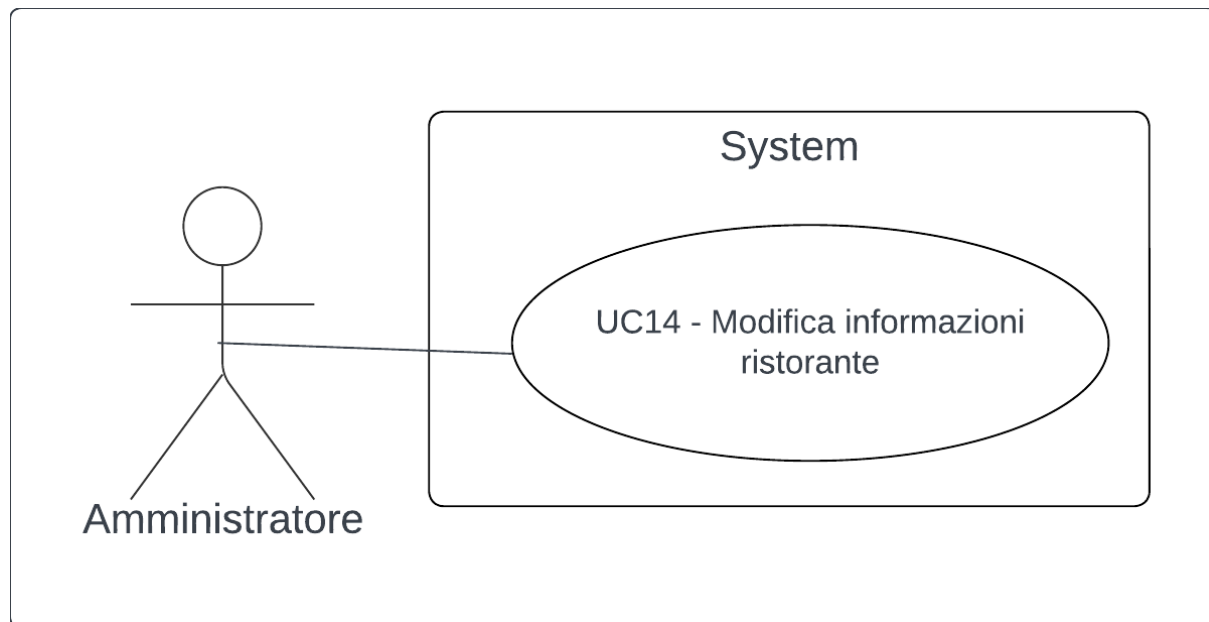 System
UC14 - Modifica informazioni
ristorante
Amministratore